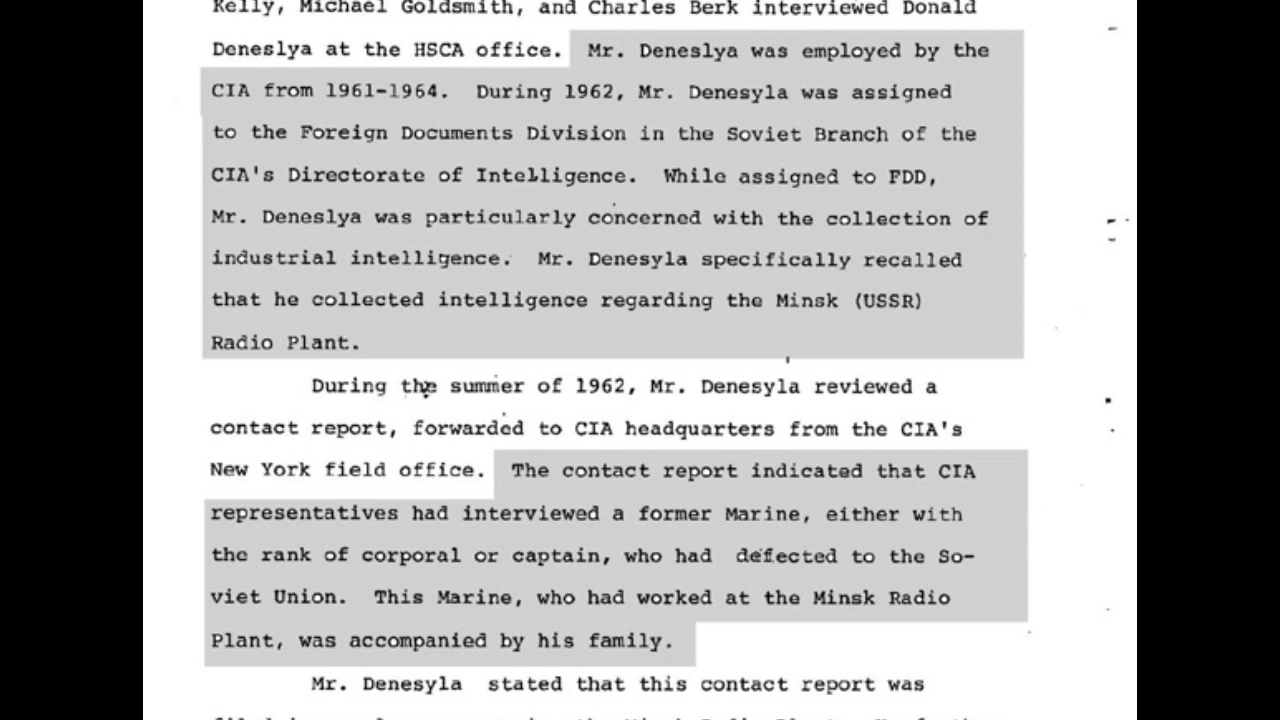 Kelly, Michael Goldsmith, and Charles Berk interviewed Donald
Deneslya at the HSCA office. Mr. Deneslya was employed by the
CIA from 1961-1964. During 1962, Mr. Denesyla was assigned
to the Foreign Documents Division in the Soviet Branch of the
CIA's Directorate of Intelligence. While assigned to FDD,
Mr. Deneslya was particularly concerned with the collection of
industrial intelligence. Mr. Denesyla specifically recalled
that he collected intelligence regarding the Minsk (USSR)
Radio Plant.
During the summer of 1962, Mr. Denesyla reviewed a
contact report, forwarded to CIA headquarters from the CIA's
New York field office. The contact report indicated that CIA
representatives had interviewed a former Marine, either with
the rank of corporal or captain, who had defected to the So-
viet Union. This Marine, who had worked at the Minsk Radio
Plant, was accompanied by his family.
Mr. Denesyla stated that this contact report was